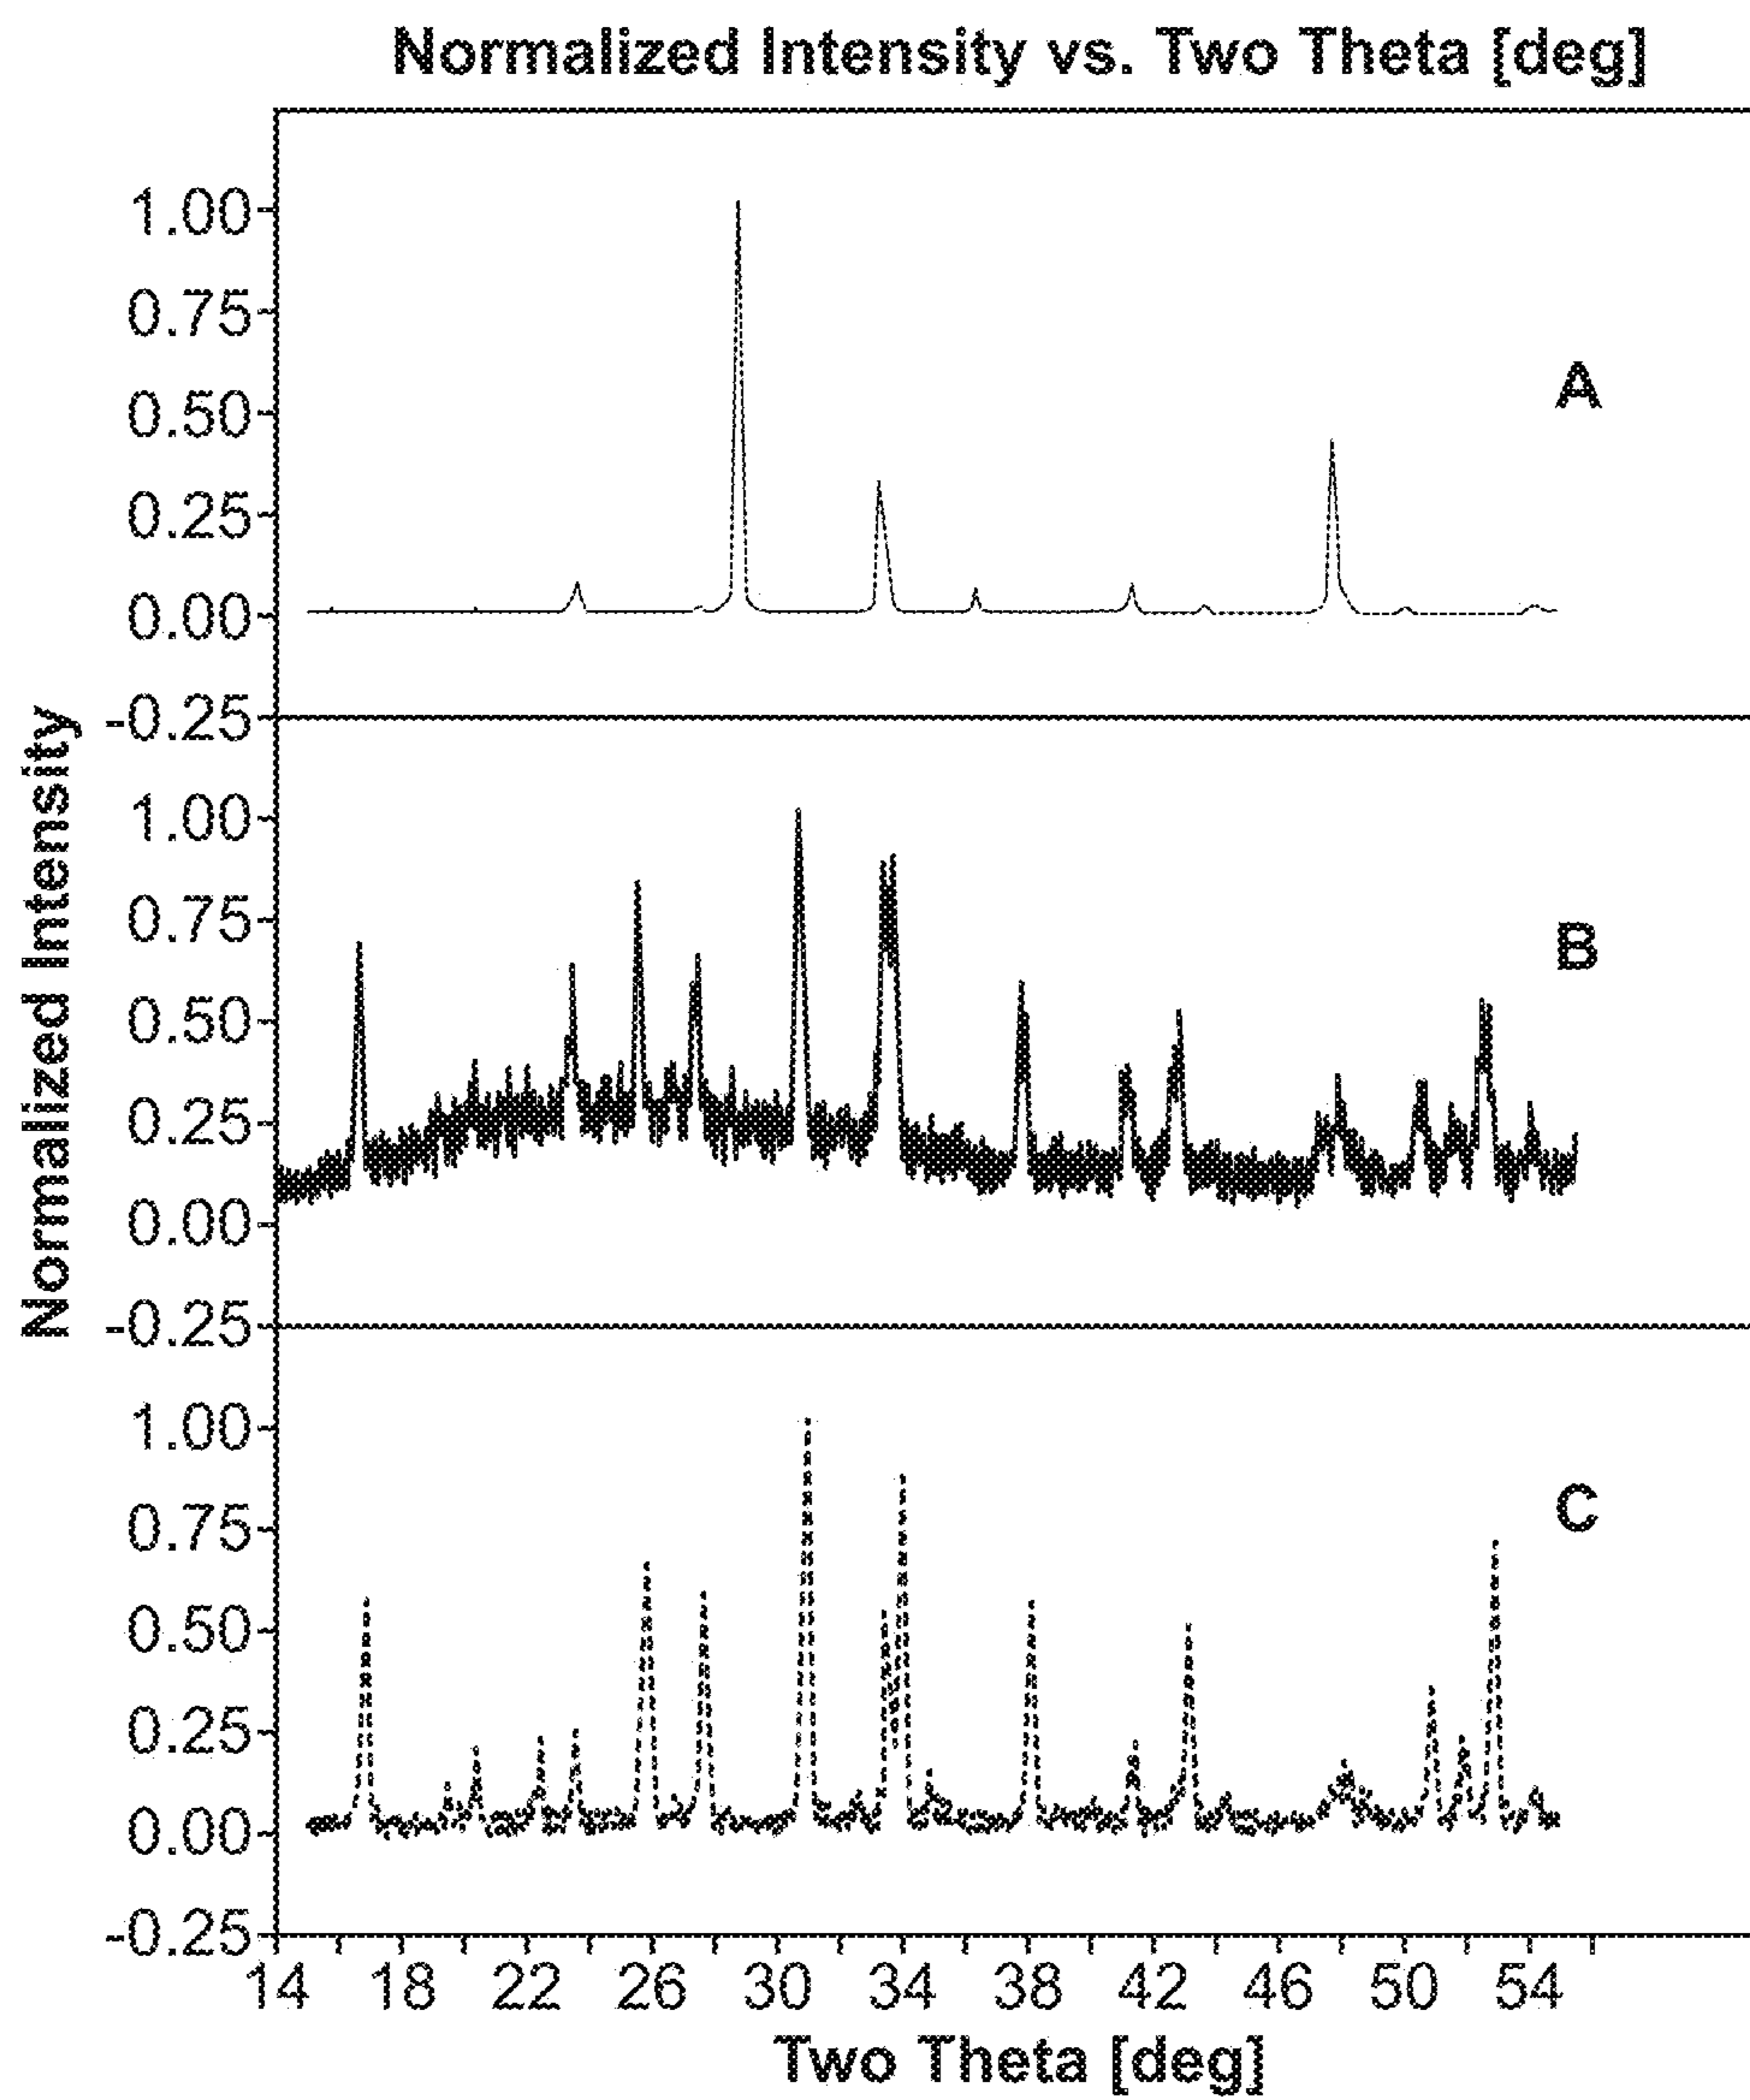 Normalized Intensity vs. Two Theta [deg]
Normalized Intensity
1.00
0.75
0.50
0.25
0.00
-0.25
A
1.00
0.75
0.50
0.25
0.00
-0.25
B
1.00
0.75
0.50
0.25
0.00
-0.25
C
14 18 22 26 30 34 38 42 46 50 54
Two Theta [deg]